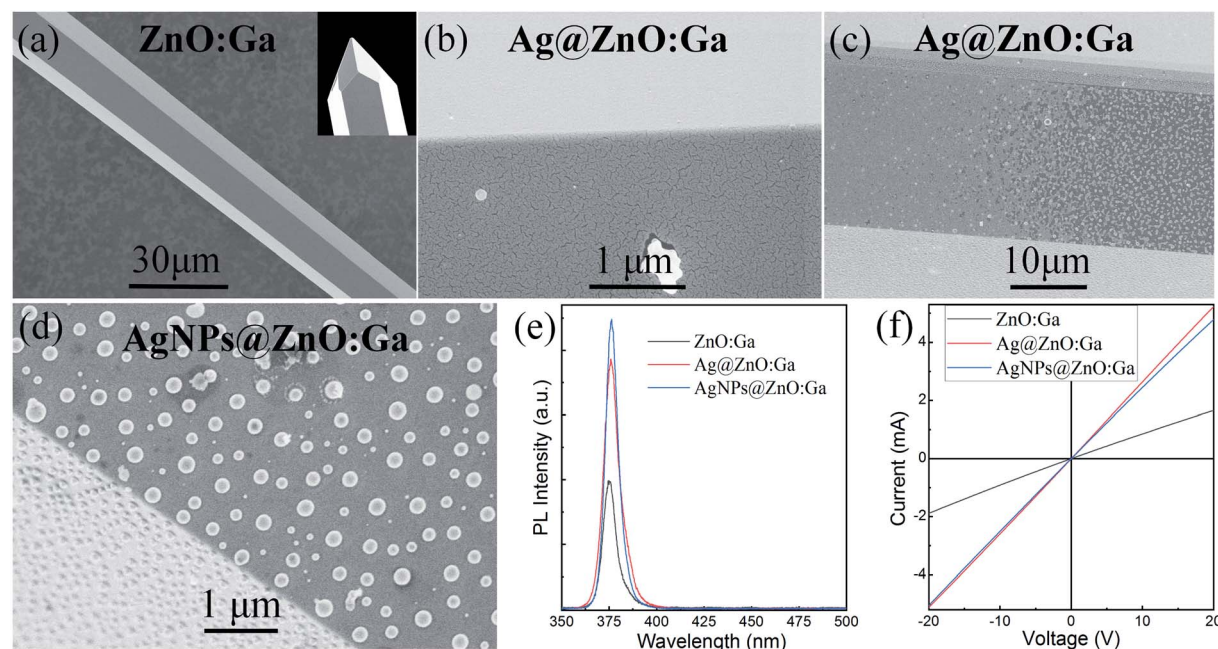 (a) ZnO:Ga
30μm
(b) Ag@ZnO:Ga
1 μm
(c) Ag@ZnO:Ga
10μm
(d) AgNPs@ZnO:Ga
1 μm
(e)
ZnO:Ga
Ag@ZnO:Ga
AgNPs@ZnO:Ga
PL Intensity (a.u.)
350 375 400 425 450 475 500
Wavelength (nm)
(f)
ZnO:Ga
Ag@ZnO:Ga
AgNPs@ZnO:Ga
Current (mA)
4
2
0
-2
-4
-20 -10 0 10 20
Voltage (V)